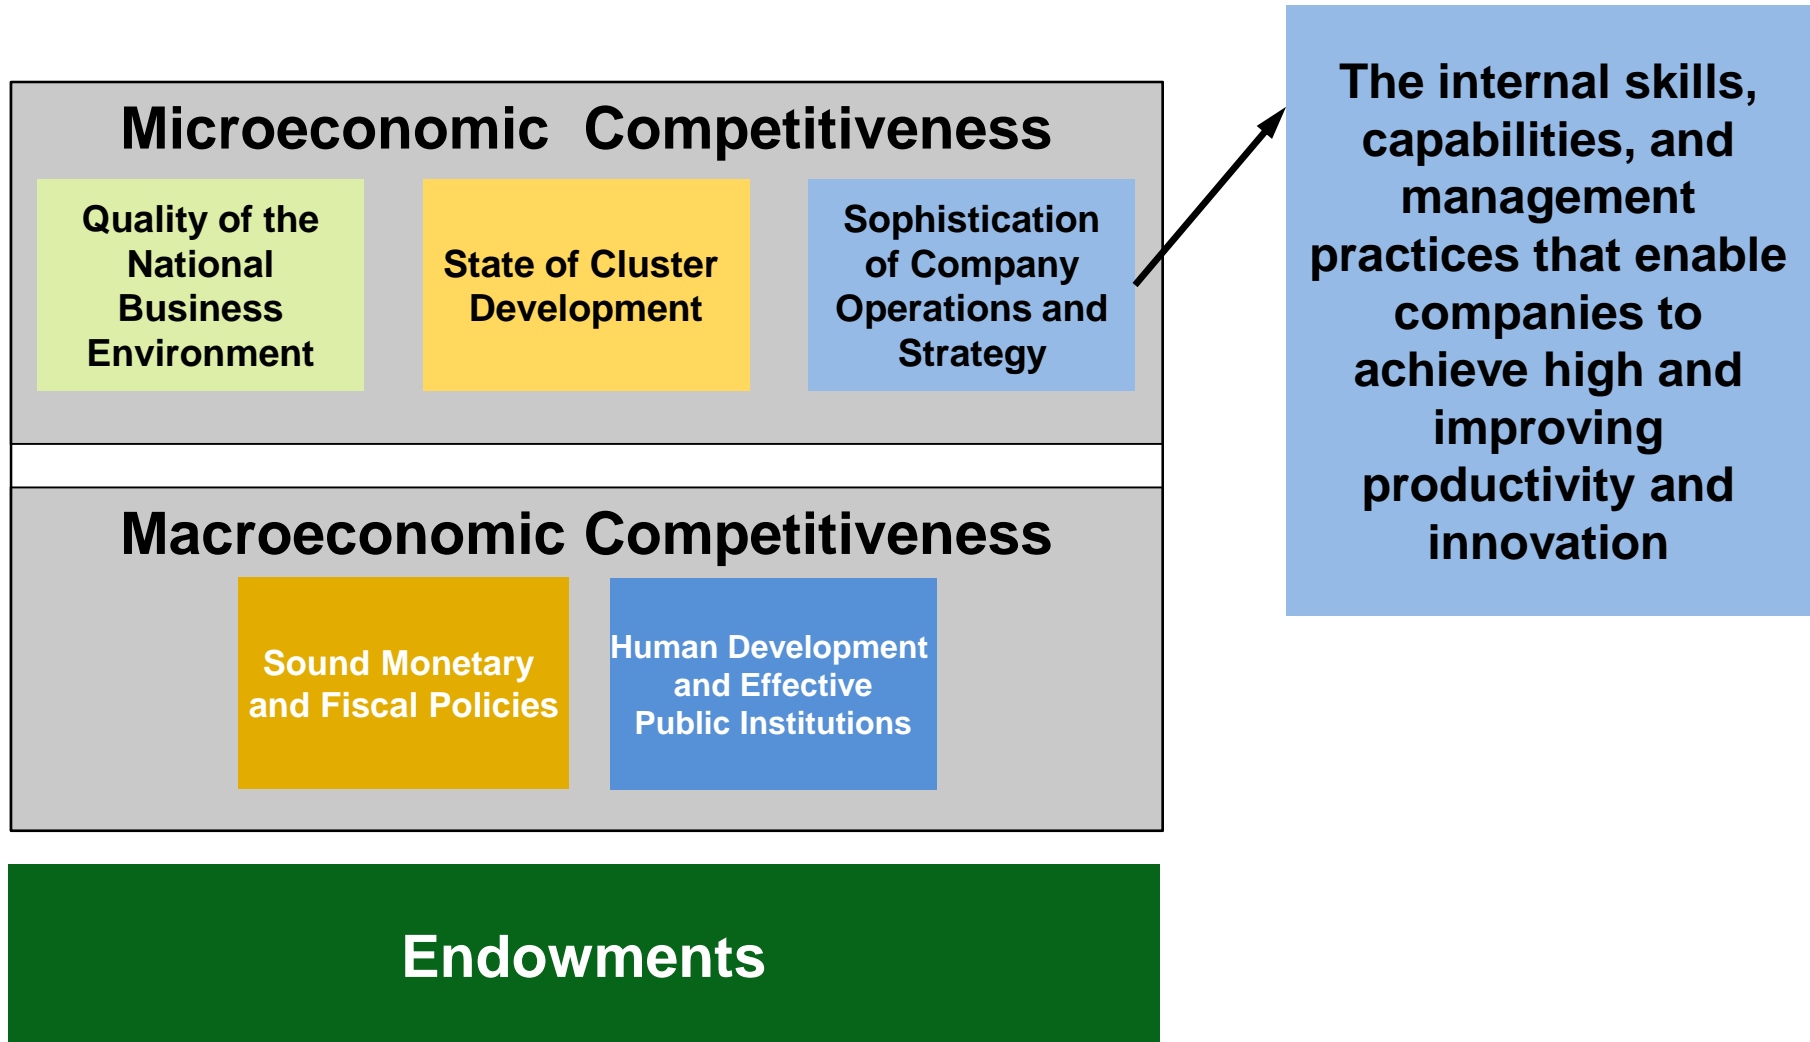 Microeconomic  Competitiveness
Quality of the
National
Business
Environment
State of Cluster
Development
Sophistication
of Company
Operations and
Strategy
The internal skills,
capabilities, and
management
practices that enable
companies to
achieve high and
improving
productivity and
innovation
Macroeconomic Competitiveness
Sound Monetary
and Fiscal Policies
Human Development
and Effective
Public Institutions
Endowments